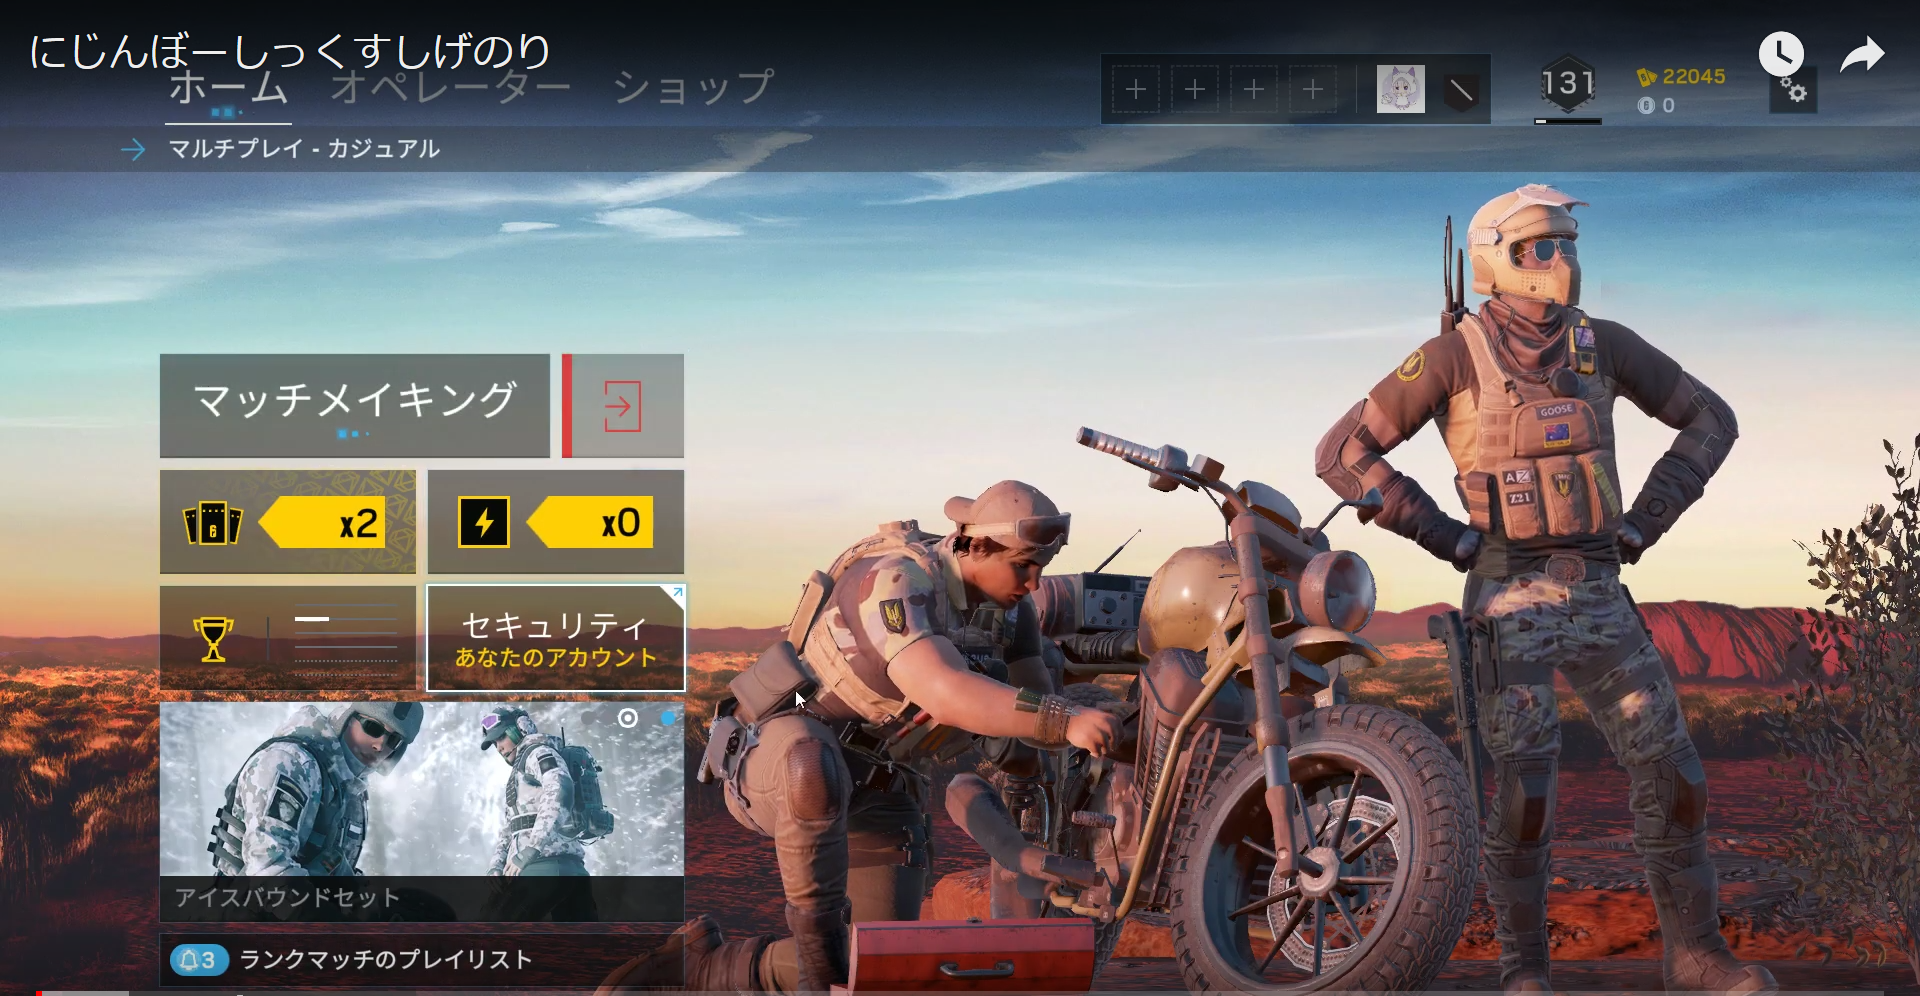 にじんぼーしっくすしげのり
ホーム オペレーター ショップ
131
22045
0
マルチプレイ - カジュアル
マッチメイキング
x2
x0
セキュリティ
あなたのアカウント
GOOSE
Z21
アイスバウンドセット
3 ランクマッチのプレイリスト